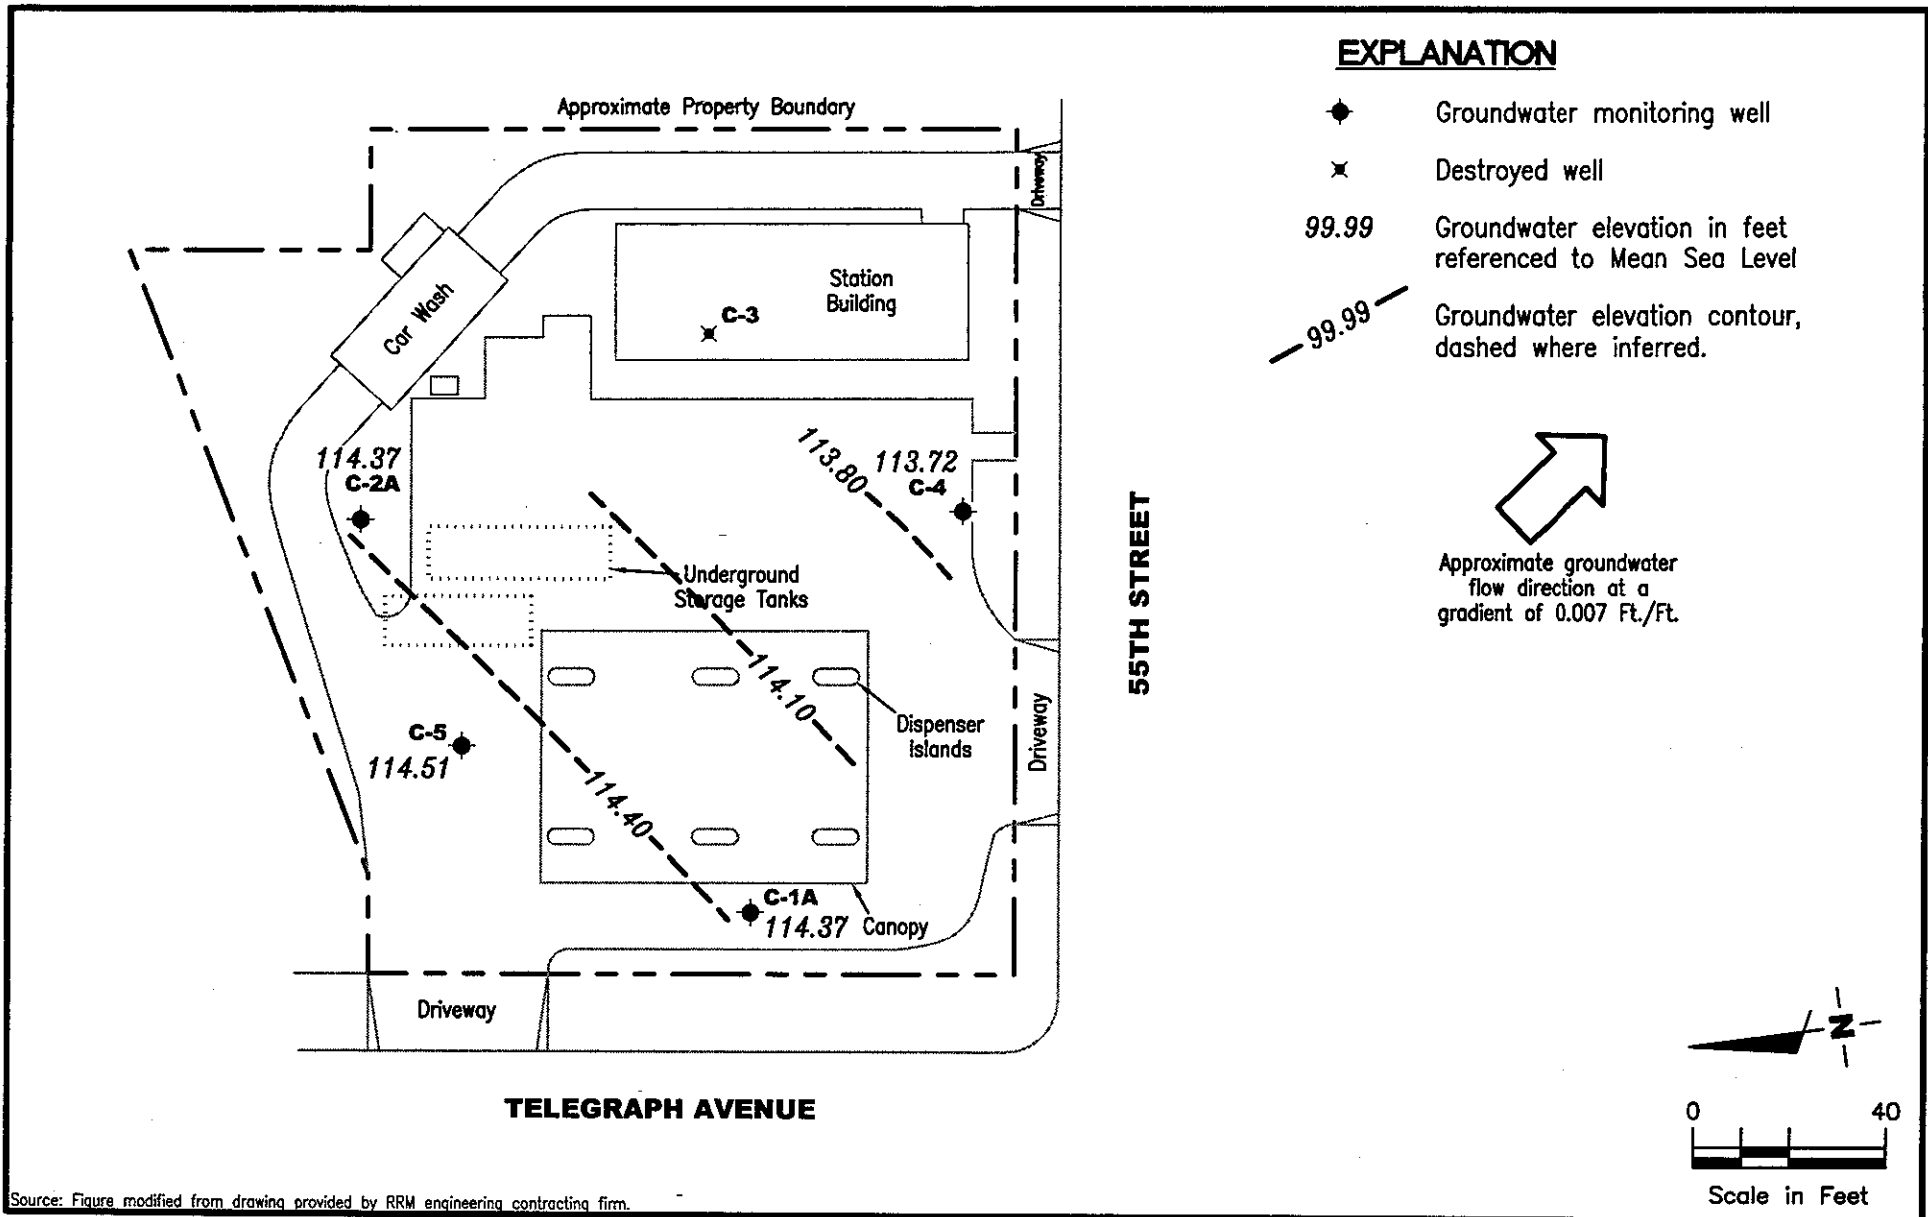 EXPLANATION
Groundwater monitoring well
Destroyed well
99.99
Groundwater elevation in feet
referenced to Mean Sea Level
99.99
Groundwater elevation contour,
dashed where inferred.
Approximate groundwater
flow direction at a
gradient of 0.007 Ft./Ft.
Approximate Property Boundary
Driveway
Station
Building
C-3
Car Wash
114.37
C-2A
113.80
113.72
C-4
Underground
Storage Tanks
114.10
Dispenser
Islands
C-5
114.51
114.40
C-1A
114.37
Canopy
Driveway
55TH STREET
Driveway
TELEGRAPH AVENUE
N
0 40
Scale in Feet
Source: Figure modified from drawing provided by RRM engineering contracting firm.